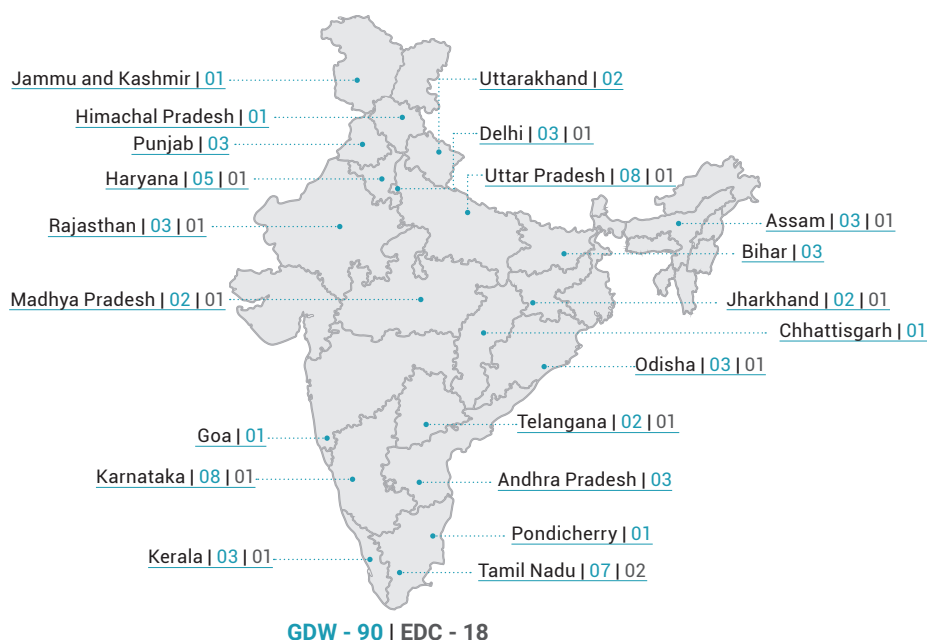 Jammu and Kashmir | 01
Uttarakhand | 02
Himachal Pradesh | 01
Delhi | 03 | 01
Punjab | 03
Haryana | 05 | 01
Uttar Pradesh | 08 | 01
Rajasthan | 03 | 01
Assam | 03 | 01
Bihar | 03
Madhya Pradesh | 02 | 01
Jharkhand | 02 | 01
Chhattisgarh | 01
Odisha | 03 | 01
Telangana | 02 | 01
Goa | 01
Karnataka | 08 | 01
Andhra Pradesh | 03
Pondicherry | 01
Kerala | 03 | 01
Tamil Nadu | 07 | 02
GDW - 90 | EDC - 18